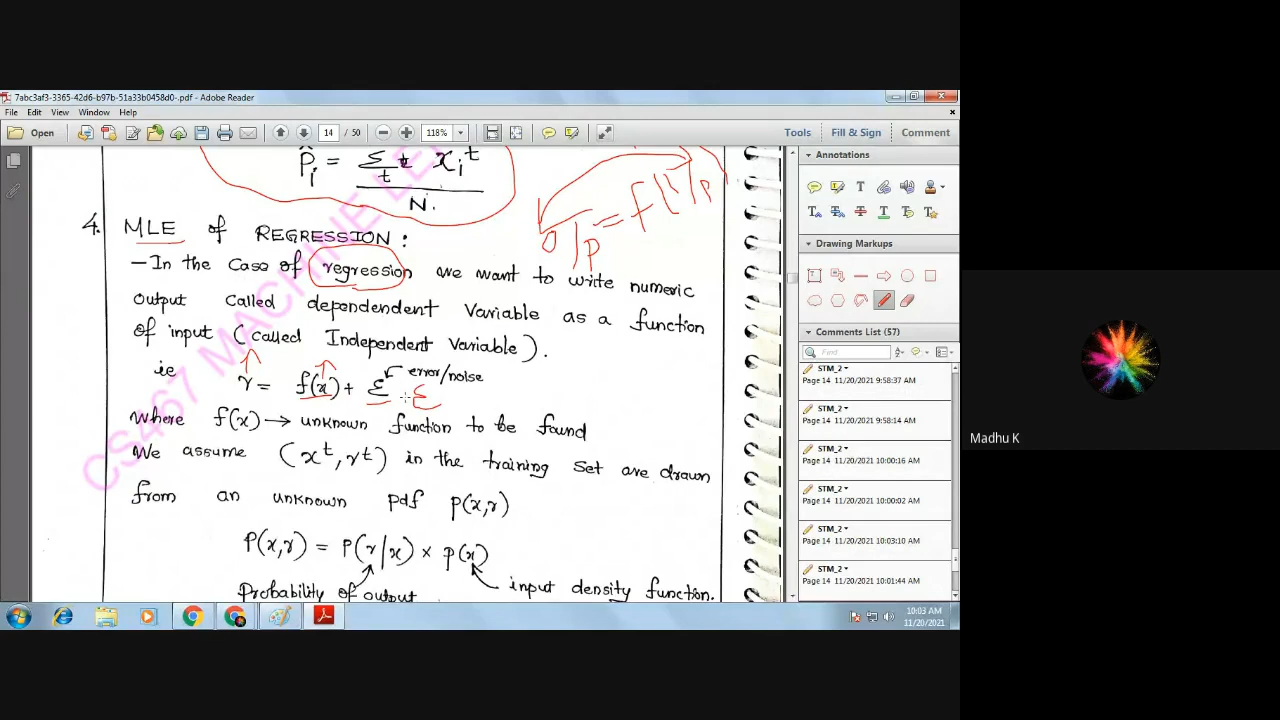 7abc3af3-3365-42d6-b97b-51a33b0458d0-.pdf - Adobe Reader
File Edit View Window Help
Open 14 / 50 118% Tools Fill & Sign Comment
P̂i = Σt xi^t
N.
O/p = f(i/p)
4. MLE of REGRESSION:
- In the case of regression we want to write numeric
output called dependent variable as a function
of input (called Independent variable).
ie
r = f(x) + ε error/noise ε
where f(x) → unknown function to be found
We assume (x^t, r^t) in the training set are drawn
from an unknown pdf p(x,r)
P(x,r) = P(r/x) × p(x)
Probability of output
input density function.
CS467 MACHINE LE
Annotations
Drawing Markups
Comments List (57)
Find
STM_2
Page 14 11/20/2021 9:58:37 AM
STM_2
Page 14 11/20/2021 9:58:14 AM
STM_2
Page 14 11/20/2021 10:00:16 AM
STM_2
Page 14 11/20/2021 10:00:02 AM
STM_2
Page 14 11/20/2021 10:03:10 AM
STM_2
Page 14 11/20/2021 10:01:44 AM
10:03 AM
11/20/2021
Madhu K